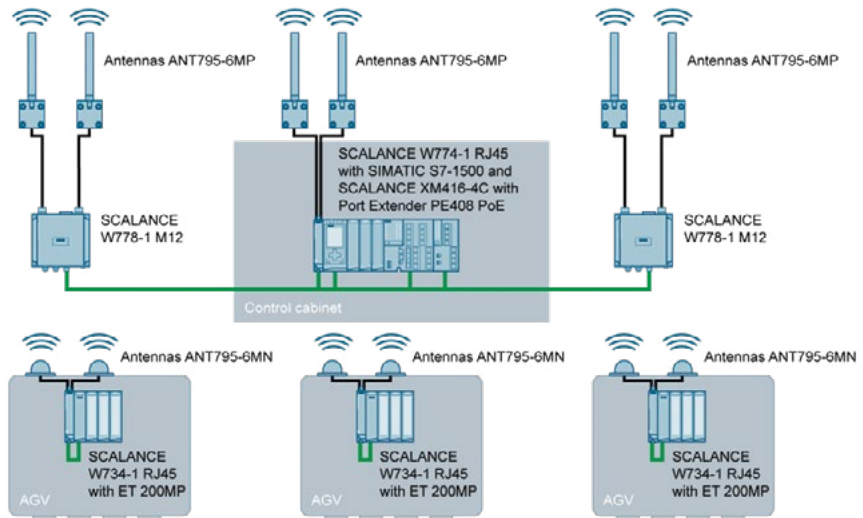 Antennas ANT795-6MP
Antennas ANT795-6MP
Antennas ANT795-6MP
SCALANCE W774-1 RJ45
with SIMATIC S7-1500 and
SCALANCE XM416-4C with
Port Extender PE408 PoE
SCALANCE
W778-1 M12
SCALANCE
W778-1 M12
Control cabinet
Antennas ANT795-6MN
Antennas ANT795-6MN
Antennas ANT795-6MN
SCALANCE
W734-1 RJ45
with ET 200MP
AGV
SCALANCE
W734-1 RJ45
with ET 200MP
AGV
SCALANCE
W734-1 RJ45
with ET 200MP
AGV